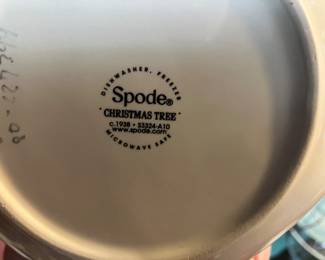 DISHWASHER, FREEZER
Spode®
"CHRISTMAS TREE"
c.1938 • S3324-A10
www.spode.com
MICROWAVE SAFE